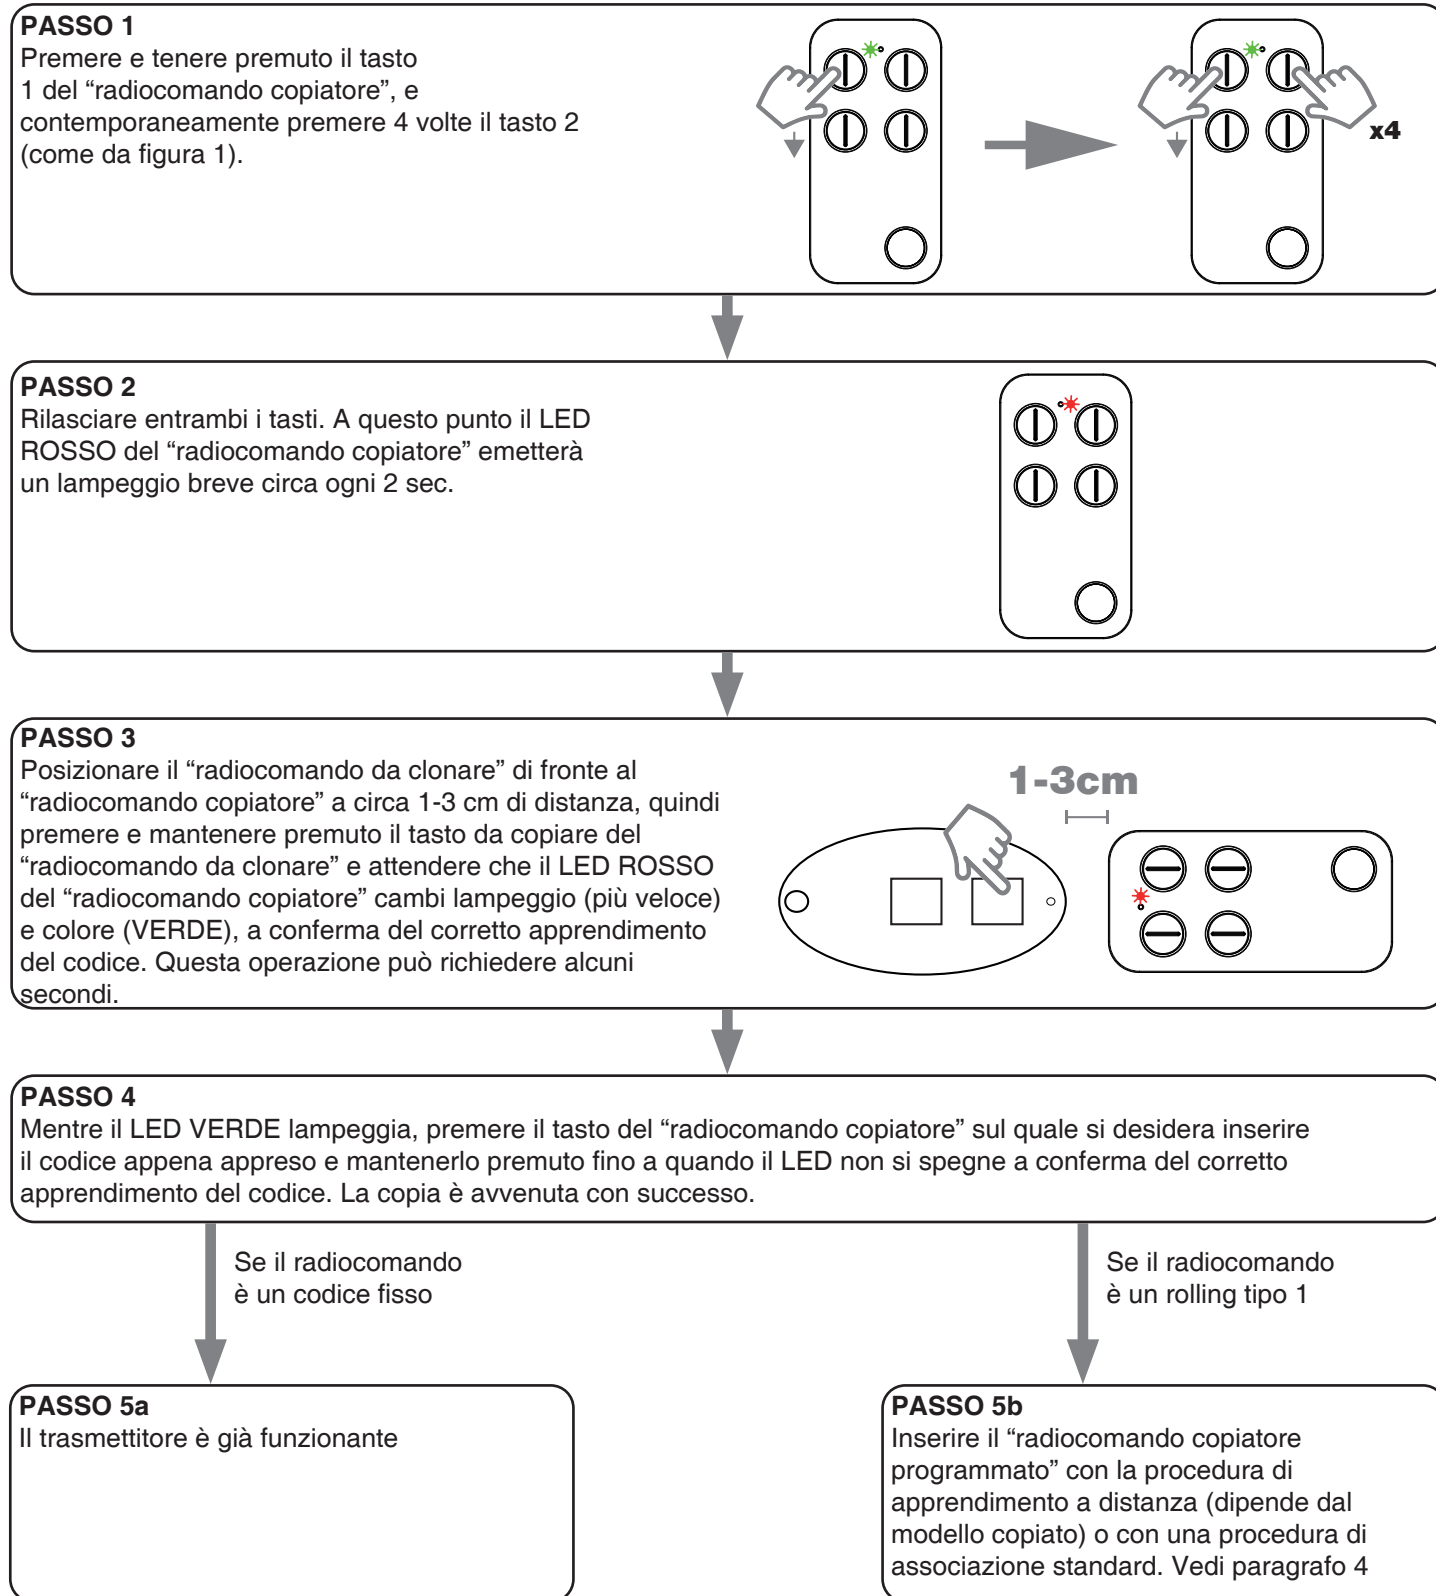 PASSO 1
Premere e tenere premuto il tasto
1 del “radiocomando copiatore”, e
contemporaneamente premere 4 volte il tasto 2
(come da figura 1).
x4
PASSO 2
Rilasciare entrambi i tasti. A questo punto il LED
ROSSO del “radiocomando copiatore” emetterà
un lampeggio breve circa ogni 2 sec.
PASSO 3
Posizionare il “radiocomando da clonare” di fronte al
“radiocomando copiatore” a circa 1-3 cm di distanza, quindi
premere e mantenere premuto il tasto da copiare del
“radiocomando da clonare” e attendere che il LED ROSSO
del “radiocomando copiatore” cambi lampeggio (più veloce)
e colore (VERDE), a conferma del corretto apprendimento
del codice. Questa operazione può richiedere alcuni
secondi.
1-3cm
PASSO 4
Mentre il LED VERDE lampeggia, premere il tasto del “radiocomando copiatore” sul quale si desidera inserire
il codice appena appreso e mantenerlo premuto fino a quando il LED non si spegne a conferma del corretto
apprendimento del codice. La copia è avvenuta con successo.
Se il radiocomando
è un codice fisso
Se il radiocomando
è un rolling tipo 1
PASSO 5a
Il trasmettitore è già funzionante
PASSO 5b
Inserire il “radiocomando copiatore
programmato” con la procedura di
apprendimento a distanza (dipende dal
modello copiato) o con una procedura di
associazione standard. Vedi paragrafo 4